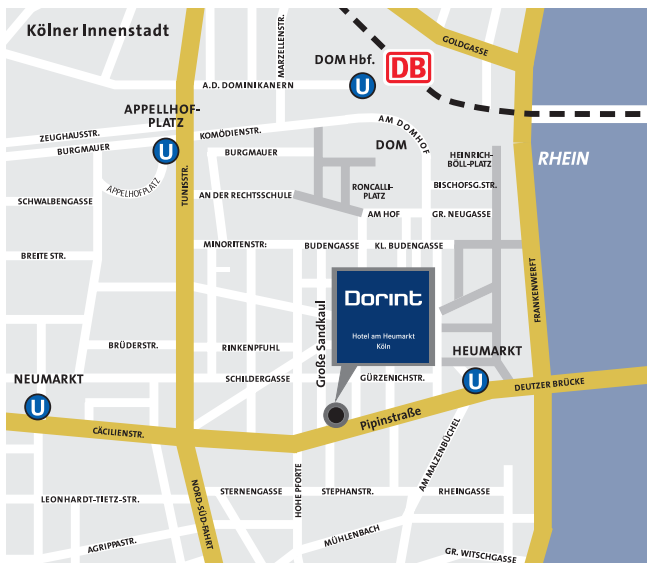 Kölner Innenstadt
MARZELLENSTR.
DOM Hbf.
DB
GOLDGASSE
U
A.D. DOMINIKANERN
APPELLHOF-
PLATZ
ZEUGHAUSSTR.
BURGMAUER
U
KOMÖDIENSTR.
AM DOMHOF
DOM
BURGMAUER
HEINRICH-
BÖLL-PLATZ
RHEIN
APPELHOFPLATZ
TUNISSTR.
SCHWALBENGASSE
AN DER RECHTSSCHULE
RONCALLI-
PLATZ
BISCHOFSG.STR.
AM HOF
GR. NEUGASSE
MINORITENSTR:
BUDENGASSE
KL. BUDENGASSE
BREITE STR.
FRANKENWERFT
Dorint
Hotel am Heumarkt
Köln
Große Sandkaul
BRÜDERSTR.
RINKENPFUHL
HEUMARKT
NEUMARKT
SCHILDERGASSE
GÜRZENICHSTR.
U
DEUTZER BRÜCKE
U
Pipinstraße
CÄCILIENSTR.
AM MALZENBÜCHEL
NORD-SÜD-FAHRT
HOHE PFORTE
LEONHARDT-TIETZ-STR.
STERNENGASSE
STEPHANSTR.
RHEINGASSE
AGRIPPASTR.
MÜHLENBACH
GR. WITSCHGASSE